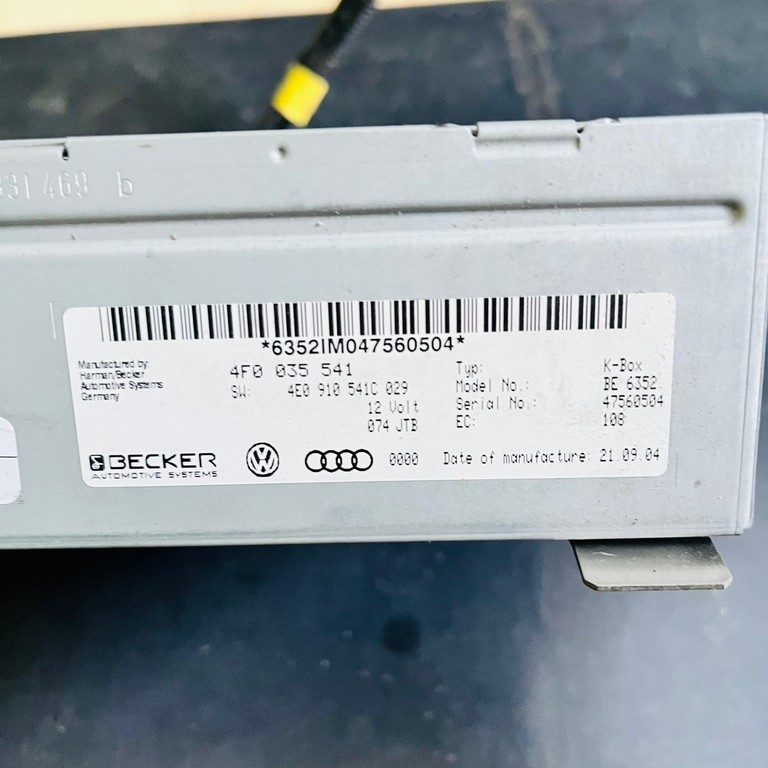 331.469 b
*6352IM047560504*
Manufactured by:
Harman/Becker
Automotive Systems
Germany
4F0 035 541
SW: 4E0 910 541C 029
12 Volt
074 JTB
Typ: K-Box
Model No.: BE 6352
Serial No.: 47560504
EC: 108
BECKER
AUTOMOTIVE SYSTEMS
0000 Date of manufacture: 21.09.04